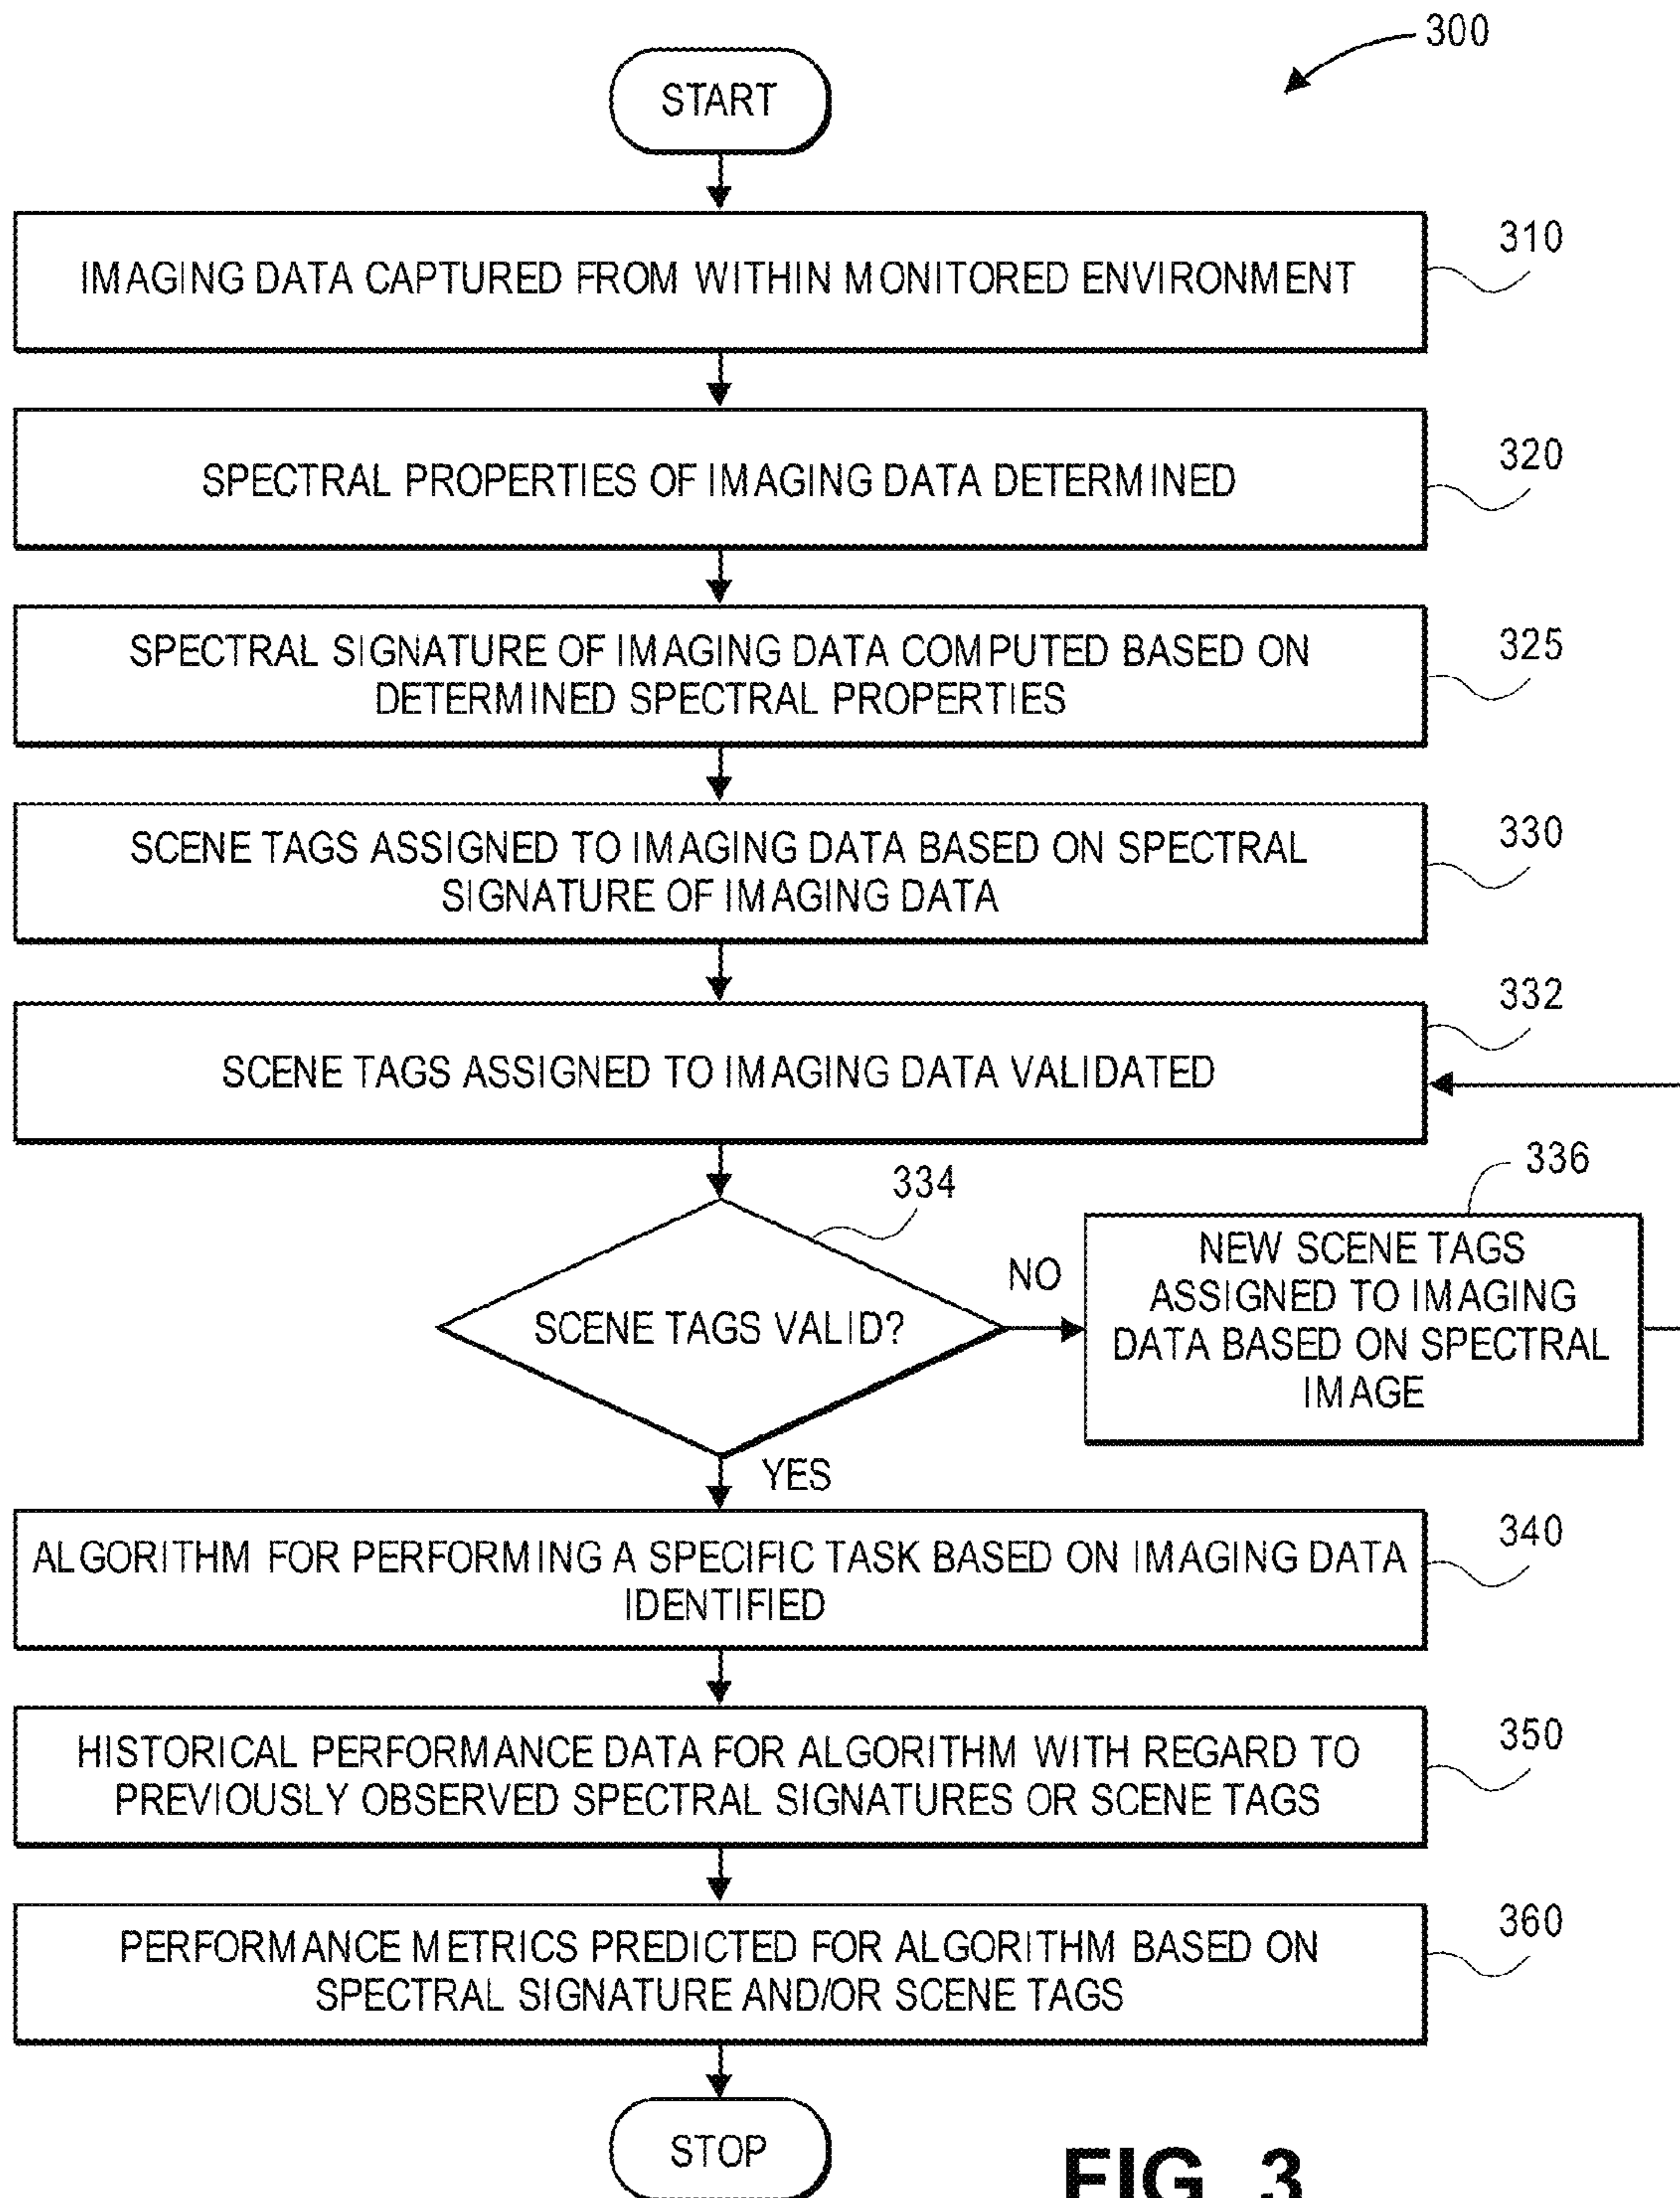 300
START
IMAGING DATA CAPTURED FROM WITHIN MONITORED ENVIRONMENT
310
SPECTRAL PROPERTIES OF IMAGING DATA DETERMINED
320
SPECTRAL SIGNATURE OF IMAGING DATA COMPUTED BASED ON
DETERMINED SPECTRAL PROPERTIES
325
SCENE TAGS ASSIGNED TO IMAGING DATA BASED ON SPECTRAL
SIGNATURE OF IMAGING DATA
330
SCENE TAGS ASSIGNED TO IMAGING DATA VALIDATED
332
334
SCENE TAGS VALID?
NO
336
NEW SCENE TAGS
ASSIGNED TO IMAGING
DATA BASED ON SPECTRAL
IMAGE
YES
ALGORITHM FOR PERFORMING A SPECIFIC TASK BASED ON IMAGING DATA
IDENTIFIED
340
HISTORICAL PERFORMANCE DATA FOR ALGORITHM WITH REGARD TO
PREVIOUSLY OBSERVED SPECTRAL SIGNATURES OR SCENE TAGS
350
PERFORMANCE METRICS PREDICTED FOR ALGORITHM BASED ON
SPECTRAL SIGNATURE AND/OR SCENE TAGS
360
STOP
FIG. 3